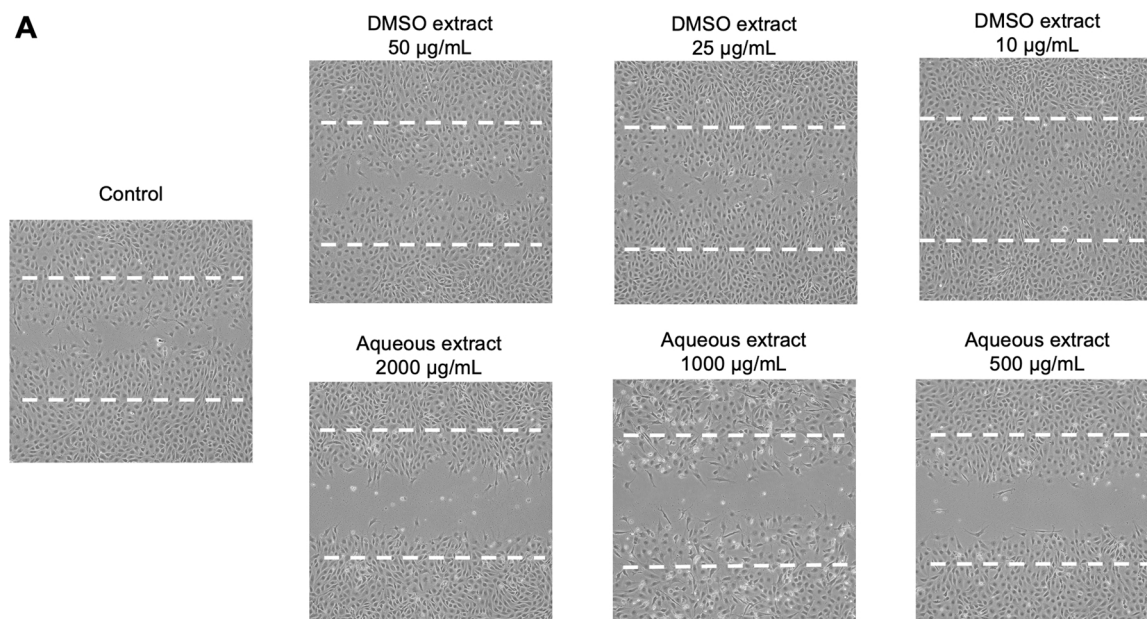 A
DMSO extract
50 µg/mL
DMSO extract
25 µg/mL
DMSO extract
10 µg/mL
Control
Aqueous extract
2000 µg/mL
Aqueous extract
1000 µg/mL
Aqueous extract
500 µg/mL